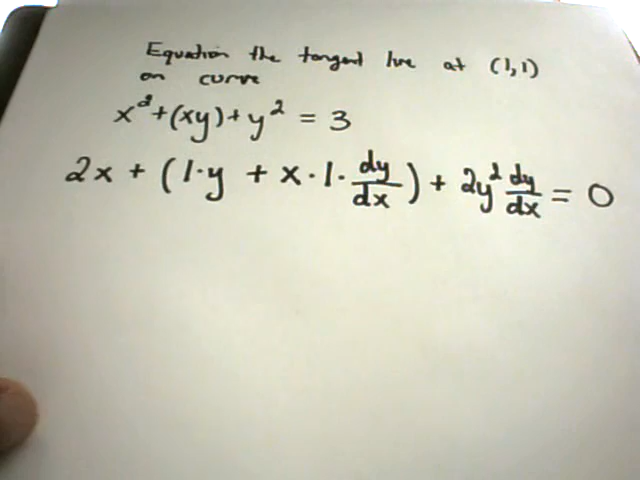 Equation the tangent line at (1,1)
on curve
x² + (xy) + y² = 3
2x + (1·y + x·1·dy/dx) + 2y² dy/dx = 0